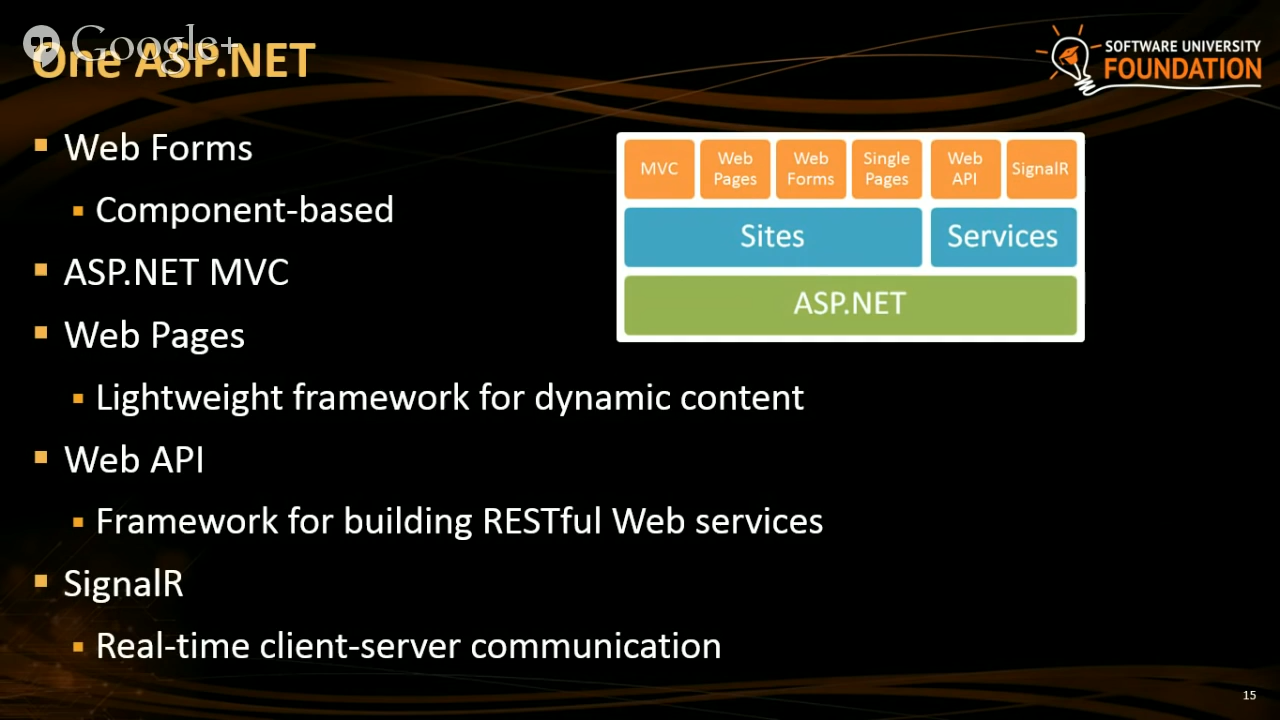 Google+
One ASP.NET
SOFTWARE UNIVERSITY
FOUNDATION
Web Forms
Component-based
ASP.NET MVC
Web Pages
Lightweight framework for dynamic content
Web API
Framework for building RESTful Web services
SignalR
Real-time client-server communication
MVC
Web
Pages
Web
Forms
Single
Pages
Web
API
SignalR
Sites
Services
ASP.NET
15